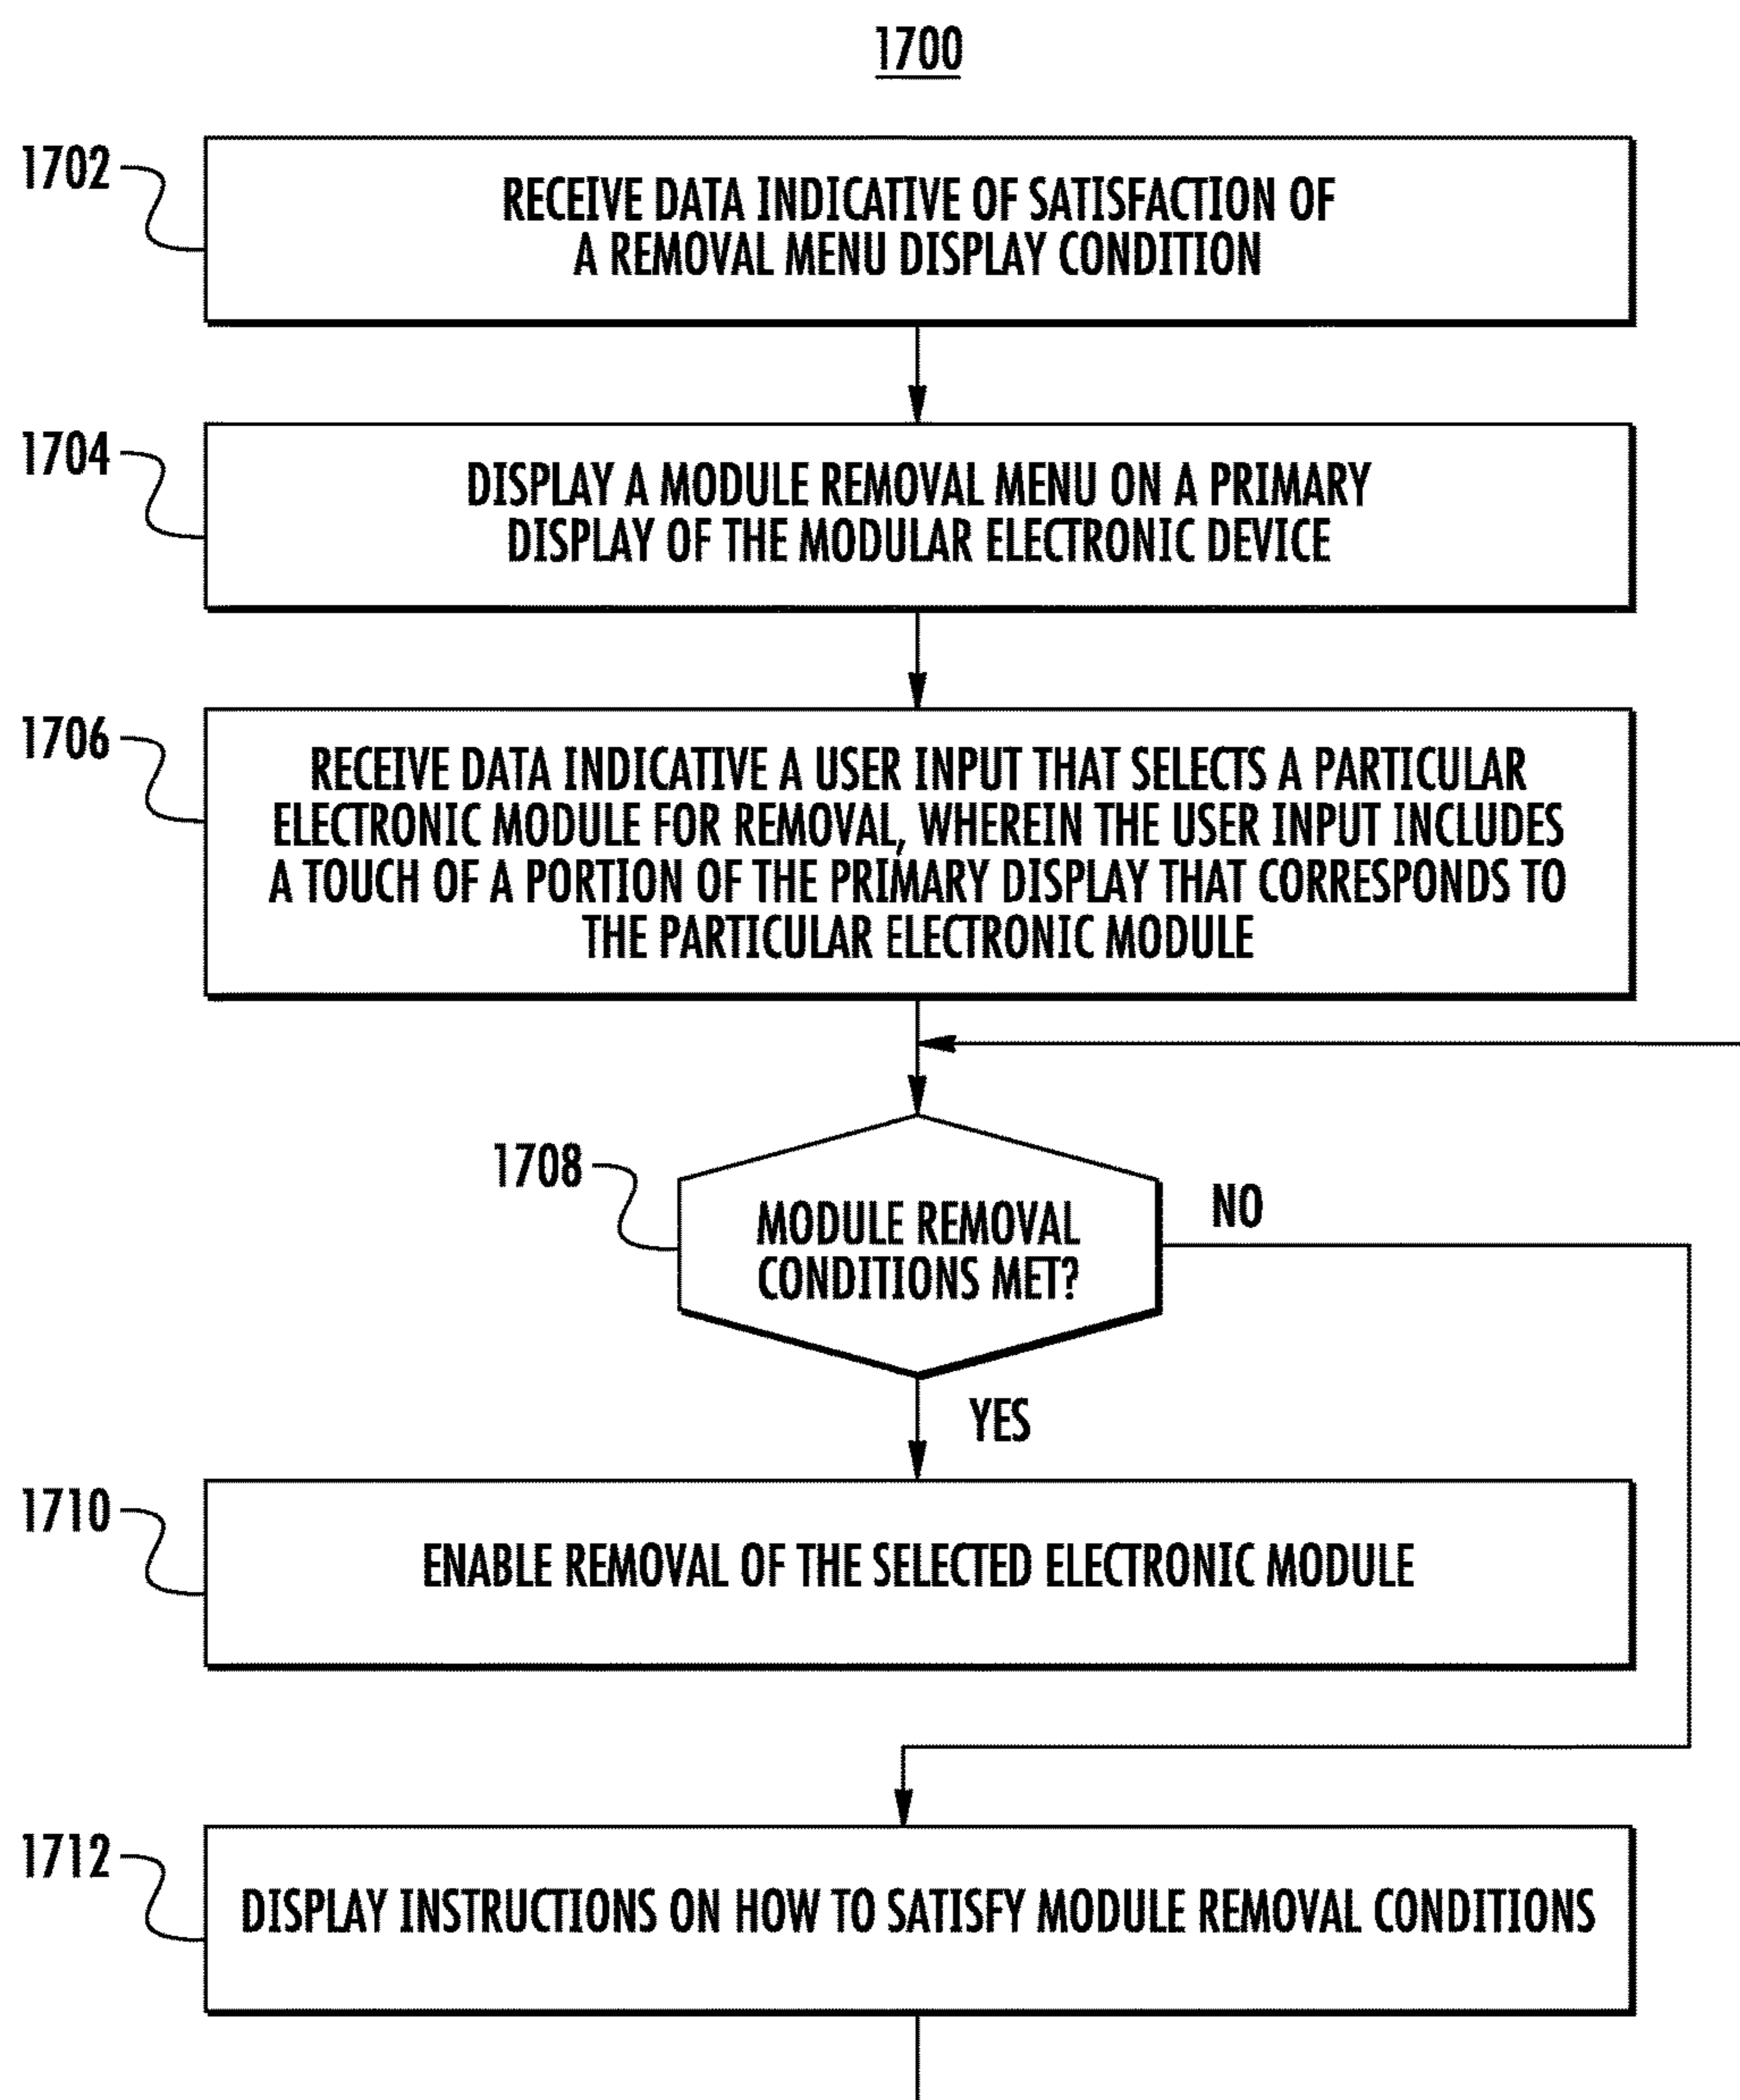 1700
1702
RECEIVE DATA INDICATIVE OF SATISFACTION OF
A REMOVAL MENU DISPLAY CONDITION
1704
DISPLAY A MODULE REMOVAL MENU ON A PRIMARY
DISPLAY OF THE MODULAR ELECTRONIC DEVICE
1706
RECEIVE DATA INDICATIVE A USER INPUT THAT SELECTS A PARTICULAR
ELECTRONIC MODULE FOR REMOVAL, WHEREIN THE USER INPUT INCLUDES
A TOUCH OF A PORTION OF THE PRIMARY DISPLAY THAT CORRESPONDS TO
THE PARTICULAR ELECTRONIC MODULE
1708
MODULE REMOVAL
CONDITIONS MET?
NO
YES
1710
ENABLE REMOVAL OF THE SELECTED ELECTRONIC MODULE
1712
DISPLAY INSTRUCTIONS ON HOW TO SATISFY MODULE REMOVAL CONDITIONS